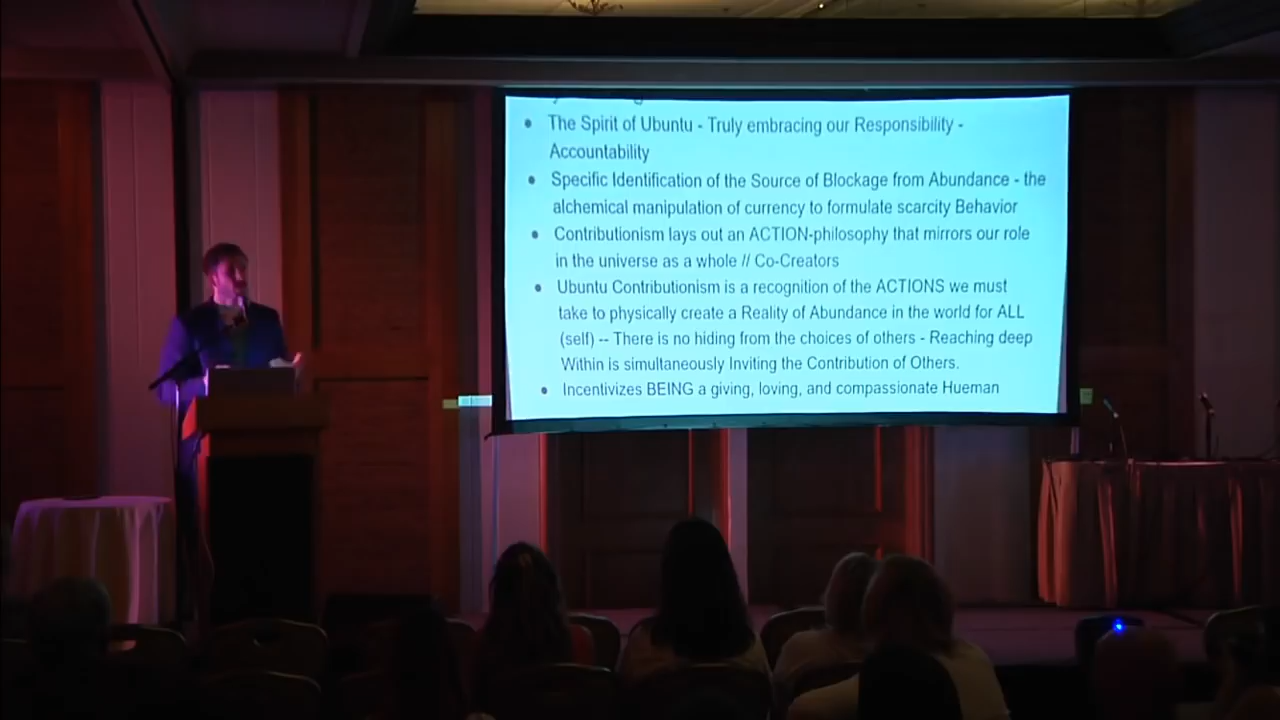 • The Spirit of Ubuntu - Truly embracing our Responsibility -
Accountability
• Specific Identification of the Source of Blockage from Abundance - the
alchemical manipulation of currency to formulate scarcity Behavior
• Contributionism lays out an ACTION-philosophy that mirrors our role
in the universe as a whole // Co-Creators
• Ubuntu Contributionism is a recognition of the ACTIONS we must
take to physically create a Reality of Abundance in the world for ALL
(self) -- There is no hiding from the choices of others - Reaching deep
Within is simultaneously Inviting the Contribution of Others.
• Incentivizes BEING a giving, loving, and compassionate Hueman